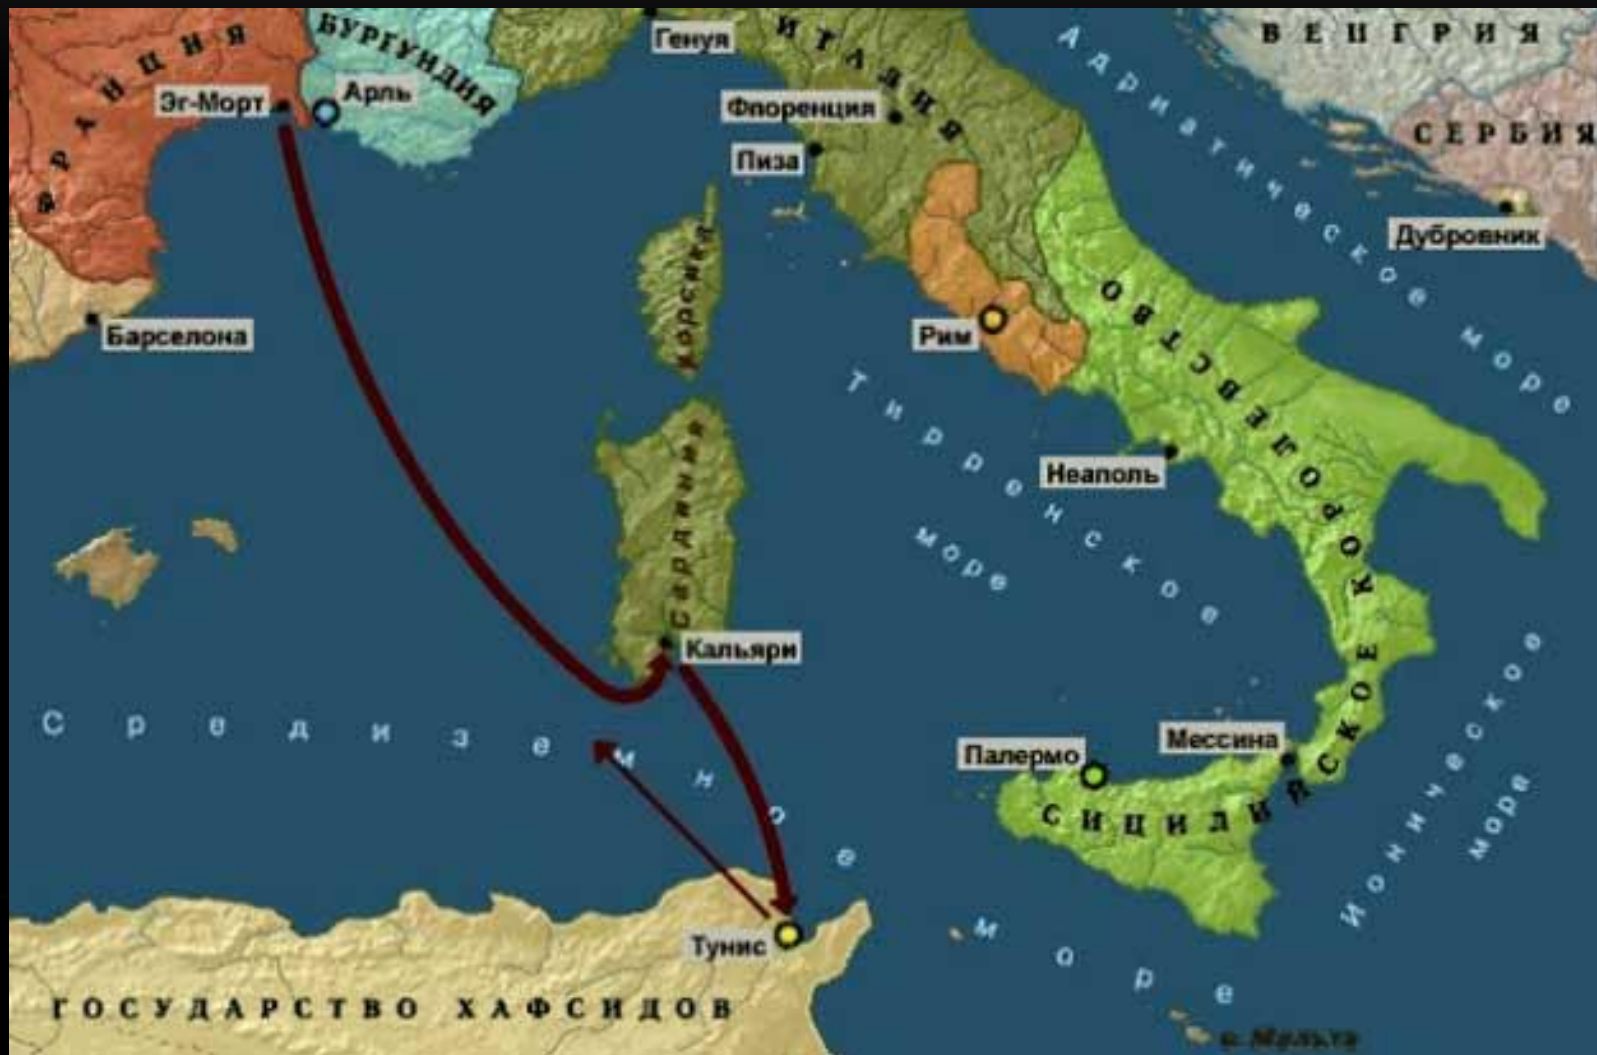 ФРАНЦИЯ
БУРГУНДИЯ
Генуя
ИТАЛИЯ
ВЕНГРИЯ
Эг-Морт
Арль
Флоренция
Пиза
Адриатическое море
СЕРБИЯ
Дубровник
Барселона
Корсика
Рим
Тирренское
море
Неаполь
Сардиния
Кальяри
Средиземное
море
Палермо
Мессина
СИЦИЛИЙСКОЕ КОРОЛЕВСТВО
Ионическое
море
Тунис
ГОСУДАРСТВО ХАФСИДОВ
о. Мальта